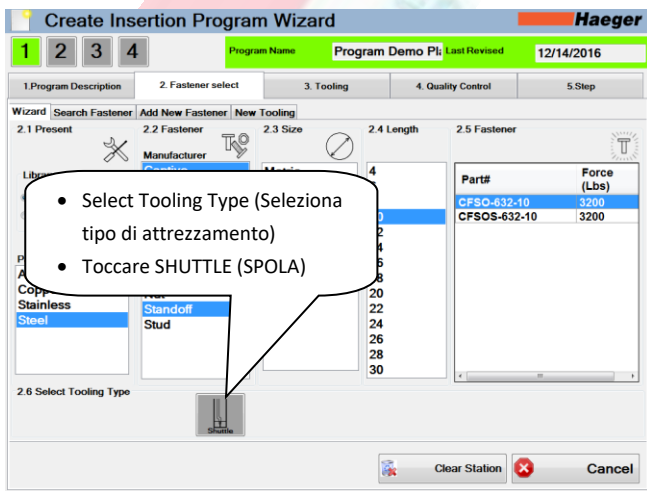 Create Insertion Program Wizard
Haeger
1 2 3 4
Program Name
Program Demo
Last Revised
12/14/2016
1.Program Description
2. Fastener select
3. Tooling
4. Quality Control
5.Step
Wizard
Search Fastener
Add New Fastener
New Tooling
2.1 Present
2.2 Fastener
2.3 Size
2.4 Length
2.5 Fastener
Manufacturer
4
Part#
Force (Lbs)
CFSO-632-10 3200
CFSOS-632-10 3200
• Select Tooling Type (Seleziona
tipo di attrezzamento)
• Toccare SHUTTLE (SPOLA)
Stainless
Steel
Standoff
Stud
20
22
24
26
28
30
2.6 Select Tooling Type
Shuttle
Clear Station
Cancel